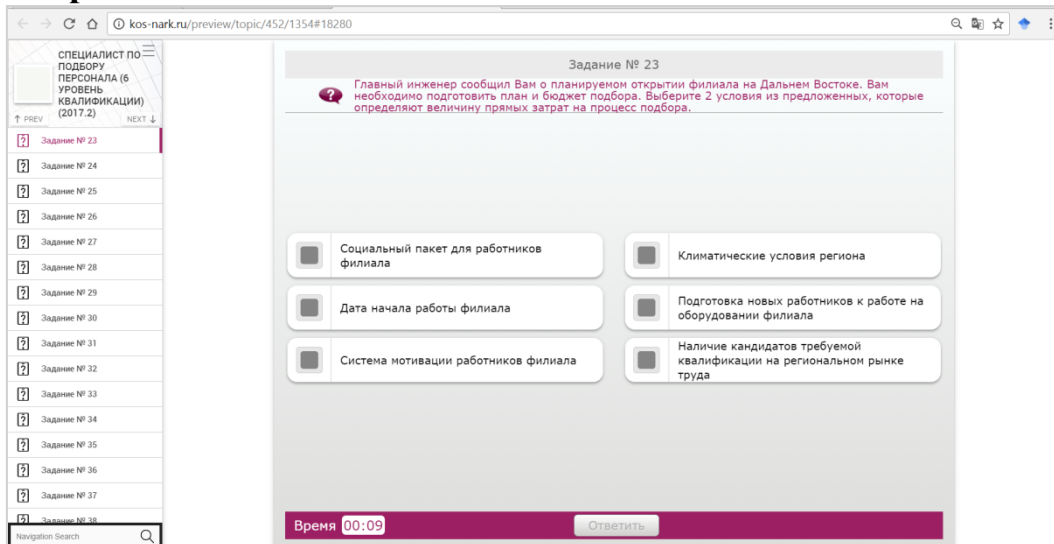 kos-nark.ru/preview/topic/452/1354#18280
СПЕЦИАЛИСТ ПО
ПОДБОРУ
ПЕРСОНАЛА (6
УРОВЕНЬ
КВАЛИФИКАЦИИ)
(2017.2)
↑ PREV
NEXT ↓
Задание № 23
Задание № 24
Задание № 25
Задание № 26
Задание № 27
Задание № 28
Задание № 29
Задание № 30
Задание № 31
Задание № 32
Задание № 33
Задание № 34
Задание № 35
Задание № 36
Задание № 37
Задание № 38
Navigation Search
Задание № 23
Главный инженер сообщил Вам о планируемом открытии филиала на Дальнем Востоке. Вам
необходимо подготовить план и бюджет подбора. Выберите 2 условия из предложенных, которые
определяют величину прямых затрат на процесс подбора.
Социальный пакет для работников
филиала
Климатические условия региона
Дата начала работы филиала
Подготовка новых работников к работе на
оборудовании филиала
Система мотивации работников филиала
Наличие кандидатов требуемой
квалификации на региональном рынке
труда
Время 00:09
Ответить